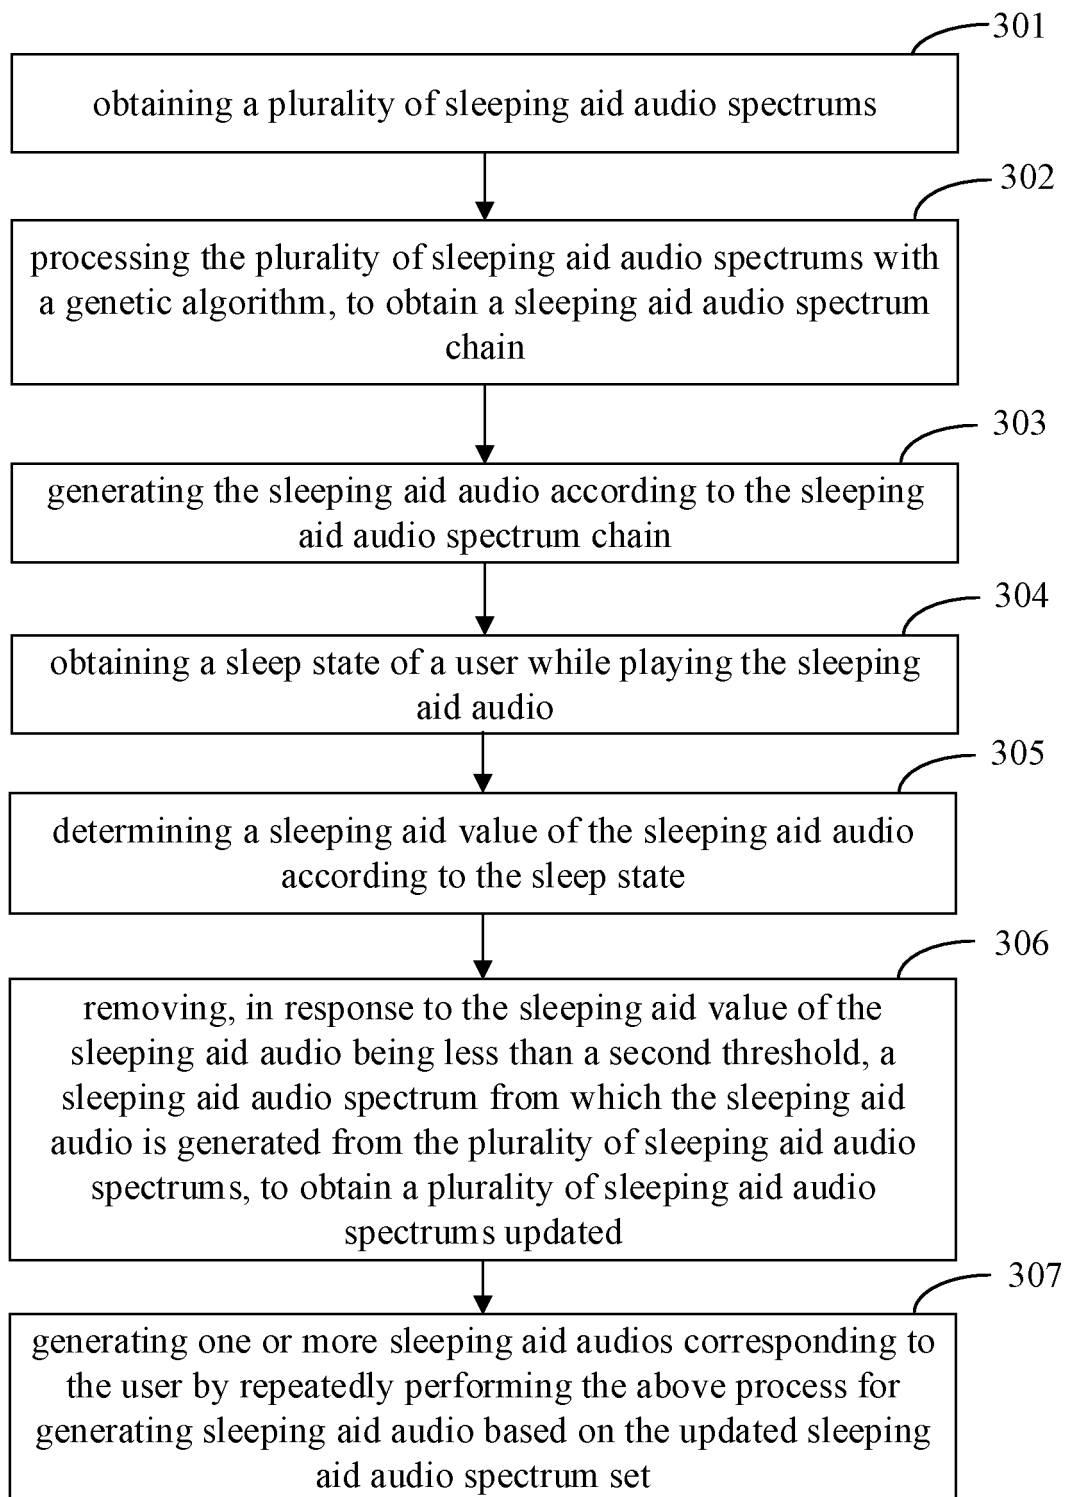 301
obtaining a plurality of sleeping aid audio spectrums
302
processing the plurality of sleeping aid audio spectrums with
a genetic algorithm, to obtain a sleeping aid audio spectrum
chain
303
generating the sleeping aid audio according to the sleeping
aid audio spectrum chain
304
obtaining a sleep state of a user while playing the sleeping
aid audio
305
determining a sleeping aid value of the sleeping aid audio
according to the sleep state
306
removing, in response to the sleeping aid value of the
sleeping aid audio being less than a second threshold, a
sleeping aid audio spectrum from which the sleeping aid
audio is generated from the plurality of sleeping aid audio
spectrums, to obtain a plurality of sleeping aid audio
spectrums updated
307
generating one or more sleeping aid audios corresponding to
the user by repeatedly performing the above process for
generating sleeping aid audio based on the updated sleeping
aid audio spectrum set